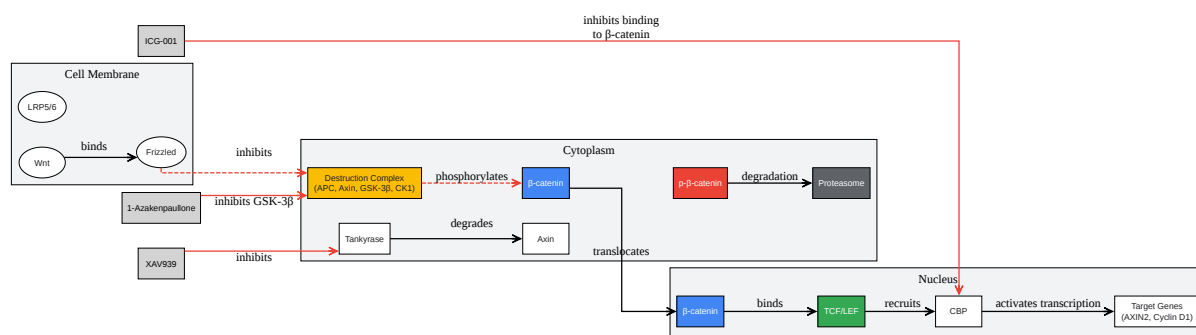 inhibits binding
to β-catenin
ICG-001
Cell Membrane
LRP5/6
Wnt
binds
Frizzled
inhibits
Cytoplasm
Destruction Complex
(APC, Axin, GSK-3β, CK1)
phosphorylates
β-catenin
p-β-catenin
degradation
Proteasome
1-Azakenpaullone
inhibits GSK-3β
Tankyrase
degrades
Axin
XAV939
inhibits
translocates
Nucleus
β-catenin
binds
TCF/LEF
recruits
CBP
activates transcription
Target Genes
(AXIN2, Cyclin D1)